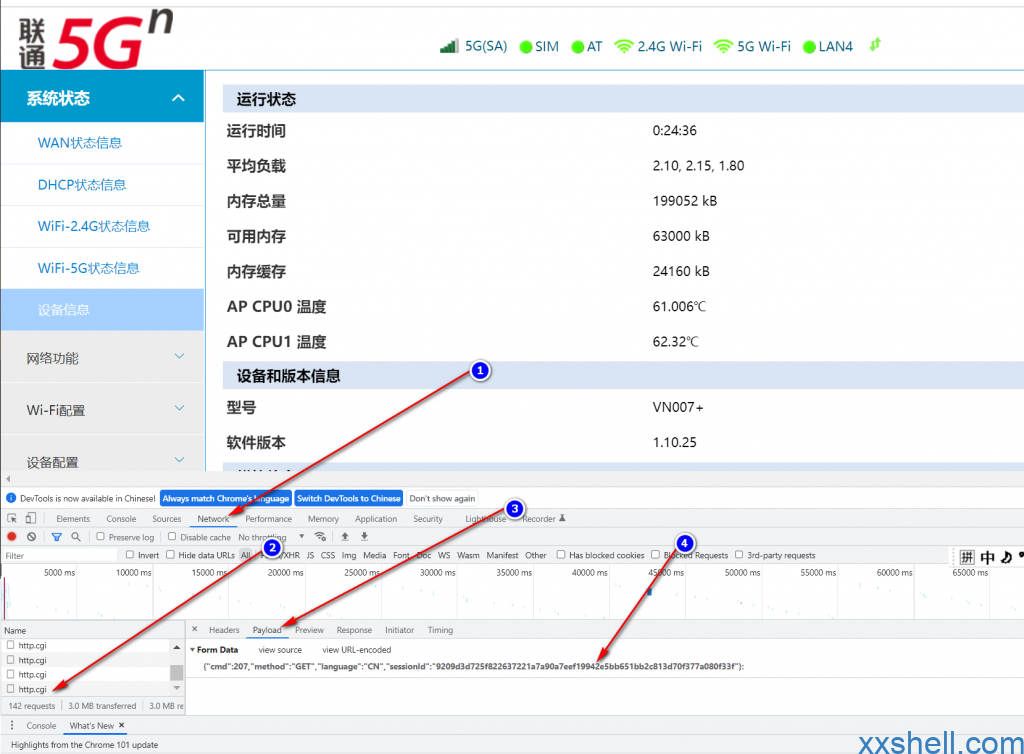 联通 5Gⁿ
5G(SA) SIM AT 2.4G Wi-Fi 5G Wi-Fi LAN4
系统状态
WAN状态信息
DHCP状态信息
WiFi-2.4G状态信息
WiFi-5G状态信息
设备信息
网络功能
Wi-Fi配置
设备配置
运行状态
运行时间 0:24:36
平均负载 2.10, 2.15, 1.80
内存总量 199052 kB
可用内存 63000 kB
内存缓存 24160 kB
AP CPU0 温度 61.006℃
AP CPU1 温度 62.32℃
设备和版本信息
型号 VN007+
软件版本 1.10.25
1
2
3
4
DevTools is now available in Chinese! Always match Chrome's language Switch DevTools to Chinese Don't show again
Elements Console Sources Network Performance Memory Application Security Lighthouse Recorder
Preserve log Disable cache No throttling
Filter Invert Hide data URLs All XHR JS CSS Img Media Font Doc WS Wasm Manifest Other Has blocked cookies Blocked Requests 3rd-party requests
拼 中
5000 ms 10000 ms 15000 ms 20000 ms 25000 ms 30000 ms 35000 ms 40000 ms 45000 ms 50000 ms 55000 ms 60000 ms 65000 ms
Name × Headers Payload Preview Response Initiator Timing
http.cgi
http.cgi
http.cgi
http.cgi
Form Data view source view URL-encoded
{"cmd":207,"method":"GET","language":"CN","sessionId":"9209d3d725f822637221a7a90a7eef19942e5bb651bb2c813d70f377a080f33f"}:
142 requests 3.0 MB transferred 3.0 MB re
Console What's New ×
Highlights from the Chrome 101 update
xxshell.com